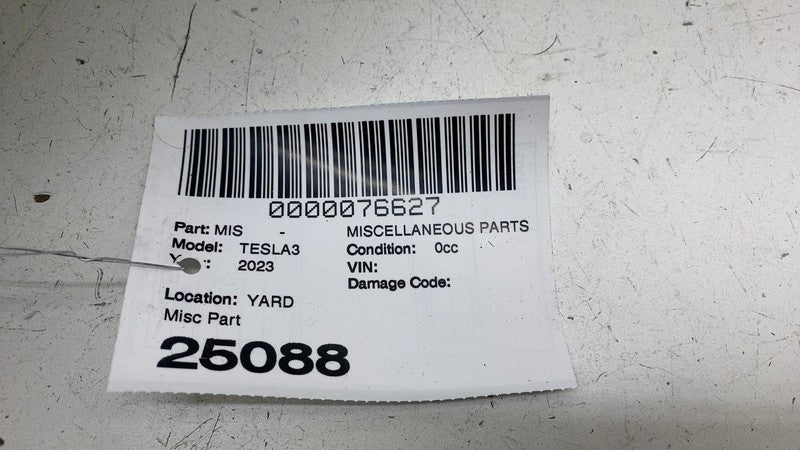 0000076627
Part: MIS - MISCELLANEOUS PARTS
Model: TESLA3 Condition: 0cc
2023 VIN:
Damage Code:
Location: YARD
Misc Part
25088